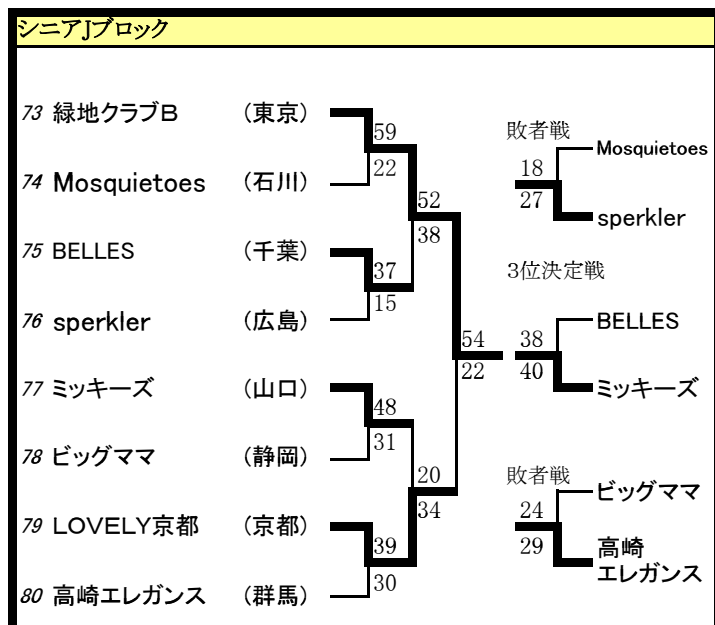 シニアJブロック
73 緑地クラブB (東京)
74 Mosquietoes (石川)
75 BELLES (千葉)
76 sperkler (広島)
77 ミッキーズ (山口)
78 ビッグママ (静岡)
79 LOVELY京都 (京都)
80 高崎エレガンス (群馬)
59
22
37
15
48
31
39
30
52
38
20
34
54
22
敗者戦
Mosquietoes
18
27
sperkler
3位決定戦
BELLES
38
40
ミッキーズ
敗者戦
ビッグママ
24
29
高崎
エレガンス